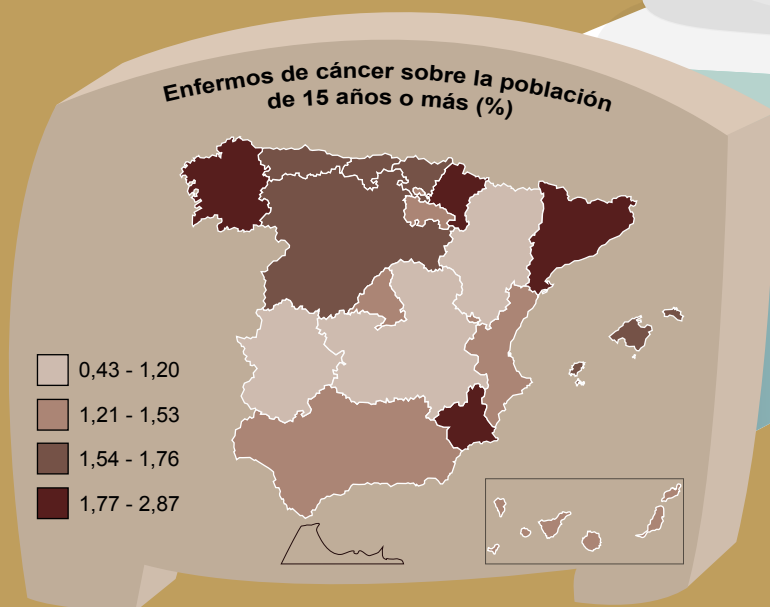 Enfermos de cáncer sobre la población
de 15 años o más (%)
0,43 - 1,20
1,21 - 1,53
1,54 - 1,76
1,77 - 2,87